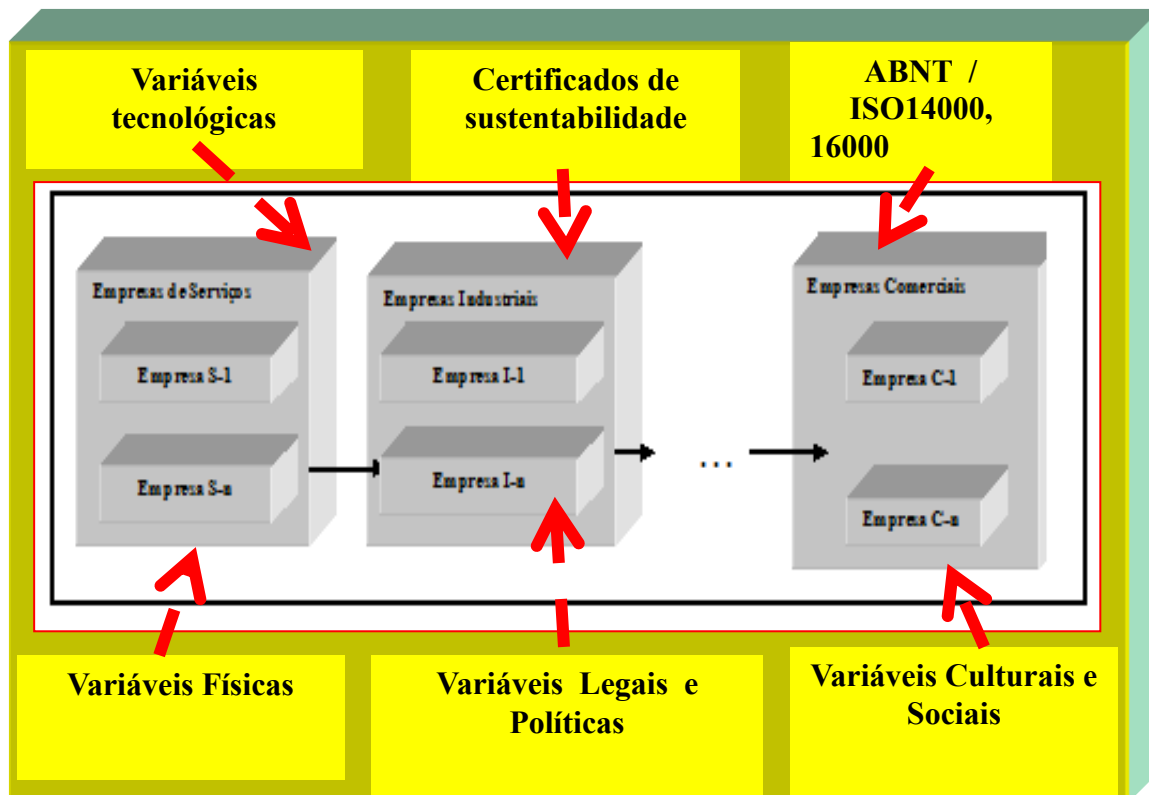 Variáveis
tecnológicas
Certificados de
sustentabilidade
ABNT /
ISO14000,
16000
Empresas de Serviços
Empresa S-1
Empresa S-n
Empresas Industriais
Empresa I-1
Empresa I-n
...
Empresas Comerciais
Empresa C-1
Empresa C-n
Variáveis Físicas
Variáveis Legais e
Políticas
Variáveis Culturais e
Sociais